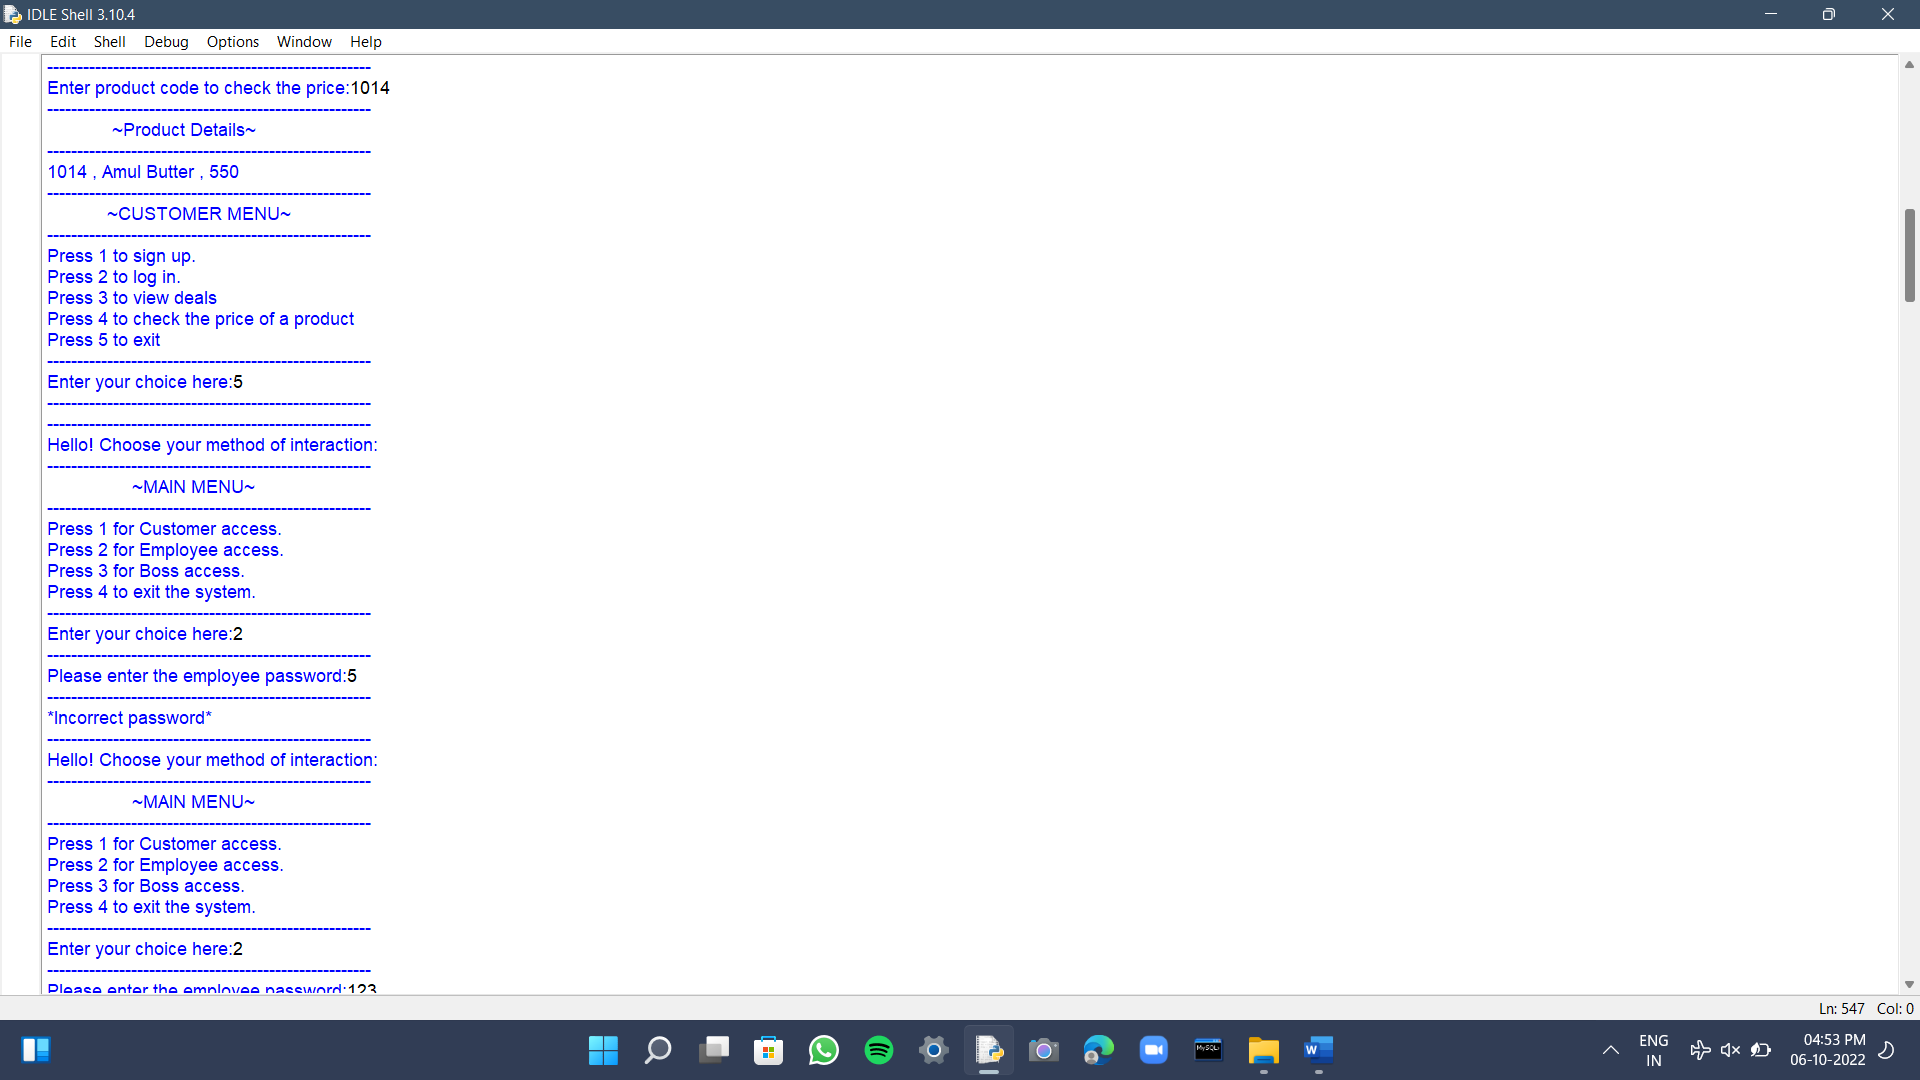 IDLE Shell 3.10.4
File Edit Shell Debug Options Window Help
------------------------------------------------------
Enter product code to check the price:1014
------------------------------------------------------
~Product Details~
------------------------------------------------------
1014 , Amul Butter , 550
------------------------------------------------------
~CUSTOMER MENU~
------------------------------------------------------
Press 1 to sign up.
Press 2 to log in.
Press 3 to view deals
Press 4 to check the price of a product
Press 5 to exit
------------------------------------------------------
Enter your choice here:5
------------------------------------------------------
------------------------------------------------------
Hello! Choose your method of interaction:
------------------------------------------------------
~MAIN MENU~
------------------------------------------------------
Press 1 for Customer access.
Press 2 for Employee access.
Press 3 for Boss access.
Press 4 to exit the system.
------------------------------------------------------
Enter your choice here:2
------------------------------------------------------
Please enter the employee password:5
------------------------------------------------------
*Incorrect password*
------------------------------------------------------
Hello! Choose your method of interaction:
------------------------------------------------------
~MAIN MENU~
------------------------------------------------------
Press 1 for Customer access.
Press 2 for Employee access.
Press 3 for Boss access.
Press 4 to exit the system.
------------------------------------------------------
Enter your choice here:2
------------------------------------------------------
Please enter the employee password:123
Ln: 547 Col: 0
MySQL
W
ENG
IN
04:53 PM
06-10-2022